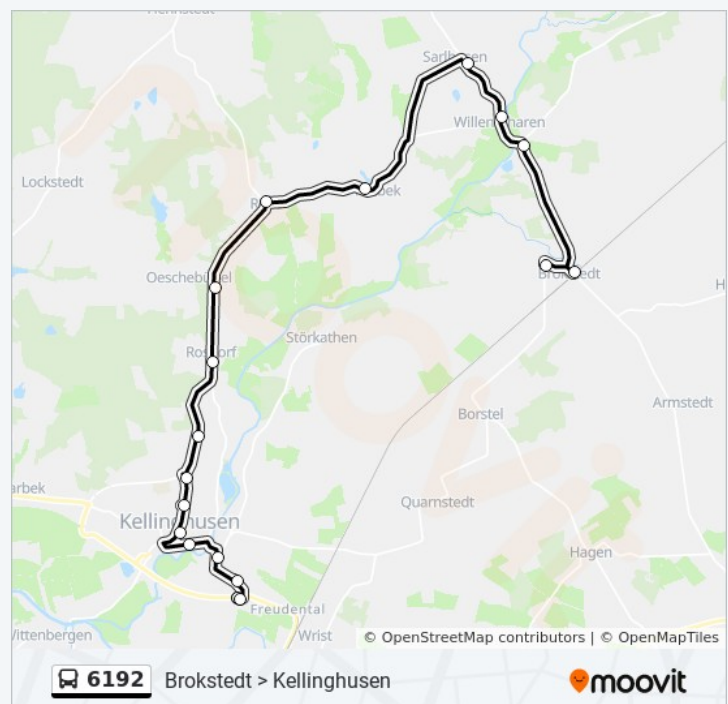 Sarlhusen
Willenscharen
Lockstedt
Oeschebüttel
Brokstedt
Störkathen
Rosdorf
Armstedt
Borstel
Quarnstedt
Kellinghusen
Hagen
Freudental
Wrist
Wittenbergen
© OpenStreetMap contributors | © OpenMapTiles
6192 Brokstedt > Kellinghusen
moovit